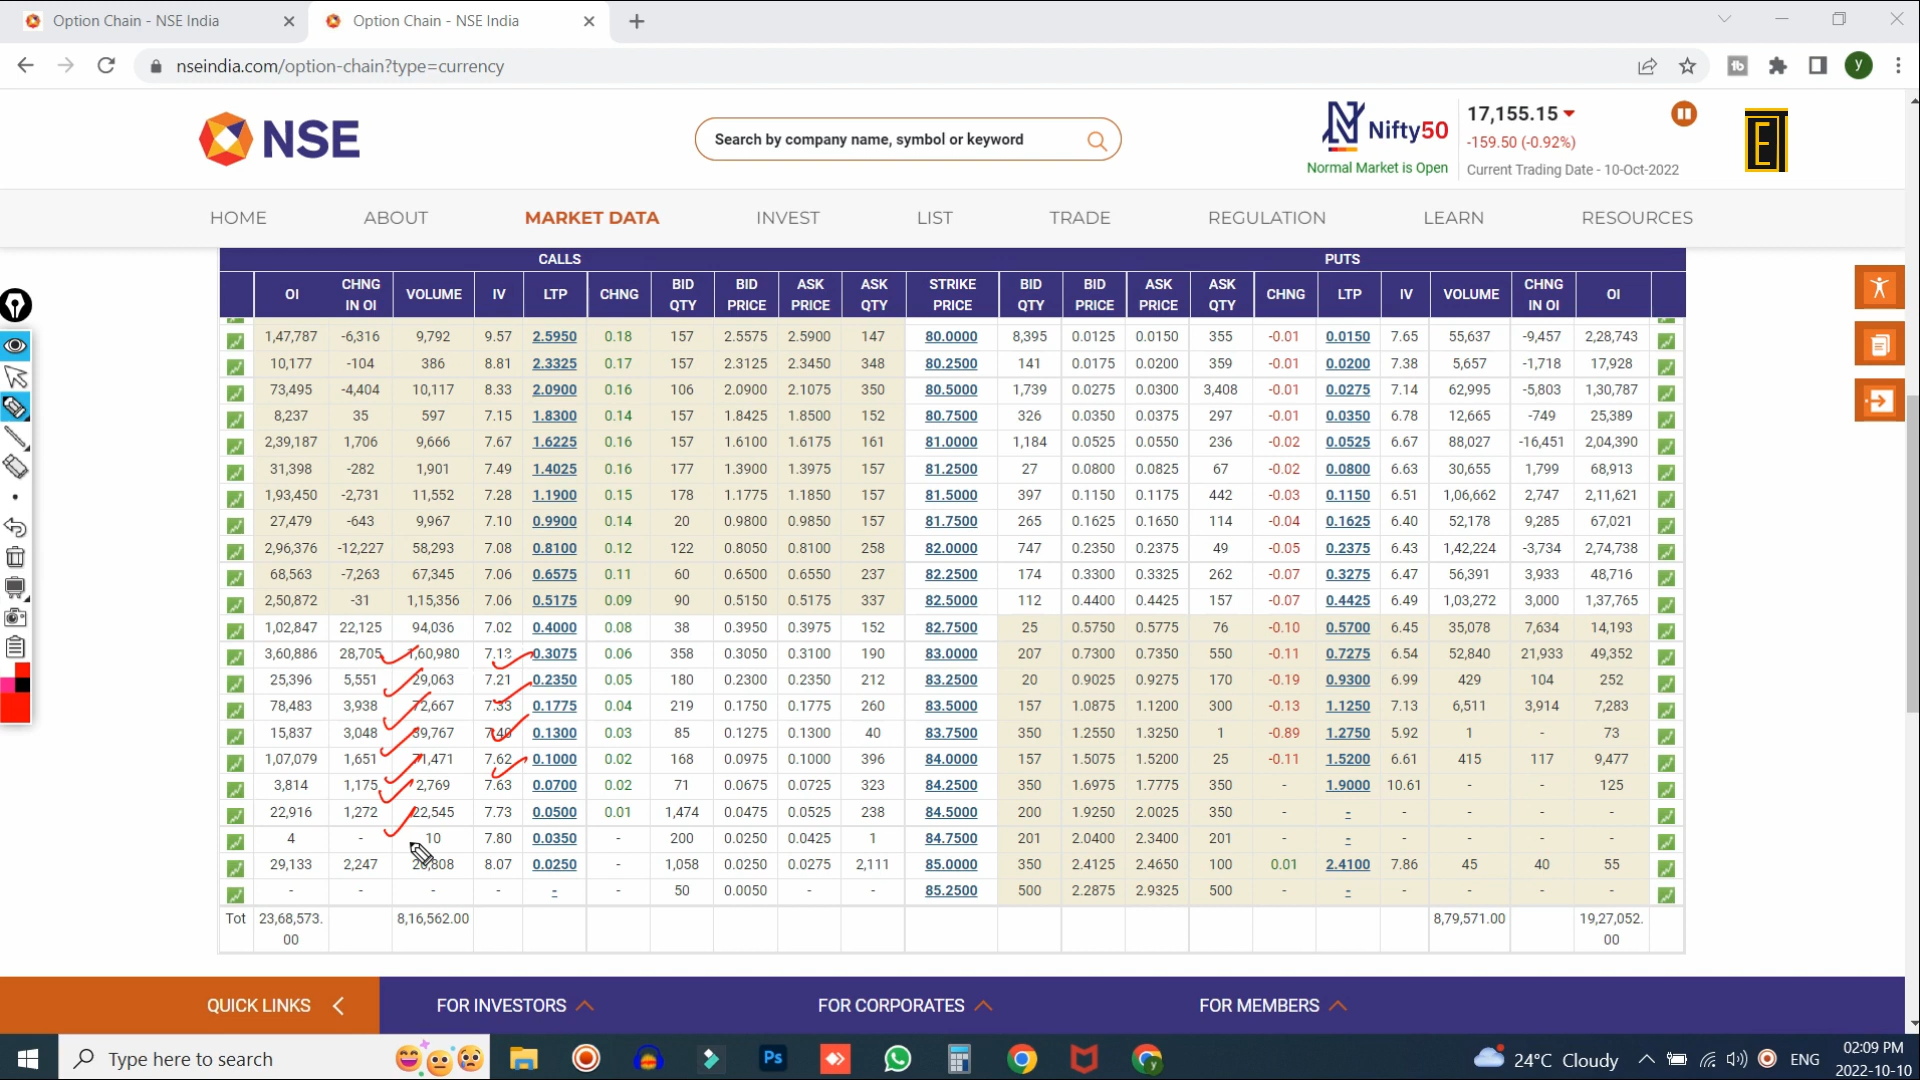 Option Chain - NSE India
Option Chain - NSE India
nseindia.com/option-chain?type=currency
y
NSE
Search by company name, symbol or keyword
Nifty50
Normal Market is Open
17,155.15
-159.50 (-0.92%)
Current Trading Date - 10-Oct-2022
E
HOME ABOUT MARKET DATA INVEST LIST TRADE REGULATION LEARN RESOURCES
CALLS PUTS
OI CHNG IN OI VOLUME IV LTP CHNG BID QTY BID PRICE ASK PRICE ASK QTY STRIKE PRICE BID QTY BID PRICE ASK PRICE ASK QTY CHNG LTP IV VOLUME CHNG IN OI OI
1,47,787 -6,316 9,792 9.57 2.5950 0.18 157 2.5575 2.5900 147 80.0000 8,395 0.0125 0.0150 355 -0.01 0.0150 7.65 55,637 -9,457 2,28,743
10,177 -104 386 8.81 2.3325 0.17 157 2.3125 2.3450 348 80.2500 141 0.0175 0.0200 359 -0.01 0.0200 7.38 5,657 -1,718 17,928
73,495 -4,404 10,117 8.33 2.0900 0.16 106 2.0900 2.1075 350 80.5000 1,739 0.0275 0.0300 3,408 -0.01 0.0275 7.14 62,995 -5,803 1,30,787
8,237 35 597 7.15 1.8300 0.14 157 1.8425 1.8500 152 80.7500 326 0.0350 0.0375 297 -0.01 0.0350 6.78 12,665 -749 25,389
2,39,187 1,706 9,666 7.67 1.6225 0.16 157 1.6100 1.6175 161 81.0000 1,184 0.0525 0.0550 236 -0.02 0.0525 6.67 88,027 -16,451 2,04,390
31,398 -282 1,901 7.49 1.4025 0.16 177 1.3900 1.3975 157 81.2500 27 0.0800 0.0825 67 -0.02 0.0800 6.63 30,655 1,799 68,913
1,93,450 -2,731 11,552 7.28 1.1900 0.15 178 1.1775 1.1850 157 81.5000 397 0.1150 0.1175 442 -0.03 0.1150 6.51 1,06,662 2,747 2,11,621
27,479 -643 9,967 7.10 0.9900 0.14 20 0.9800 0.9850 157 81.7500 265 0.1625 0.1650 114 -0.04 0.1625 6.40 52,178 9,285 67,021
2,96,376 -12,227 58,293 7.08 0.8100 0.12 122 0.8050 0.8100 258 82.0000 747 0.2350 0.2375 49 -0.05 0.2375 6.43 1,42,224 -3,734 2,74,738
68,563 -7,263 67,345 7.06 0.6575 0.11 60 0.6500 0.6550 237 82.2500 174 0.3300 0.3325 262 -0.07 0.3275 6.47 56,391 3,933 48,716
2,50,872 -31 1,15,356 7.06 0.5175 0.09 90 0.5150 0.5175 337 82.5000 112 0.4400 0.4425 157 -0.07 0.4425 6.49 1,03,272 3,000 1,37,765
1,02,847 22,125 94,036 7.02 0.4000 0.08 38 0.3950 0.3975 152 82.7500 25 0.5750 0.5775 76 -0.10 0.5700 6.45 35,078 7,634 14,193
3,60,886 28,705 1,60,980 7.13 0.3075 0.06 358 0.3050 0.3100 190 83.0000 207 0.7300 0.7350 550 -0.11 0.7275 6.54 52,840 21,933 49,352
25,396 5,551 29,063 7.21 0.2350 0.05 180 0.2300 0.2350 212 83.2500 20 0.9025 0.9275 170 -0.19 0.9300 6.99 429 104 252
78,483 3,938 72,667 7.33 0.1775 0.04 219 0.1750 0.1775 260 83.5000 157 1.0875 1.1200 300 -0.13 1.1250 7.13 6,511 3,914 7,283
15,837 3,048 39,767 7.40 0.1300 0.03 85 0.1275 0.1300 40 83.7500 350 1.2550 1.3250 1 -0.89 1.2750 5.92 1 - 73
1,07,079 1,651 71,471 7.62 0.1000 0.02 168 0.0975 0.1000 396 84.0000 157 1.5075 1.5200 25 -0.11 1.5200 6.61 415 117 9,477
3,814 1,175 2,769 7.63 0.0700 0.02 71 0.0675 0.0725 323 84.2500 350 1.6975 1.7775 350 - 1.9000 10.61 - - 125
22,916 1,272 22,545 7.73 0.0500 0.01 1,474 0.0475 0.0525 238 84.5000 200 1.9250 2.0025 350 - - - - - -
4 - 10 7.80 0.0350 - 200 0.0250 0.0425 1 84.7500 201 2.0400 2.3400 201 - - - - - -
29,133 2,247 8.07 0.0250 - 1,058 0.0250 0.0275 2,111 85.0000 350 2.4125 2.4650 100 0.01 2.4100 7.86 45 40 55
- - - - - - 50 0.0050 - - 85.2500 500 2.2875 2.9325 500 - - - - - -
Tot 23,68,573.00 8,16,562.00 8,79,571.00 19,27,052.00
QUICK LINKS FOR INVESTORS FOR CORPORATES FOR MEMBERS
Type here to search
Ps
24°C Cloudy
ENG
02:09 PM
2022-10-10